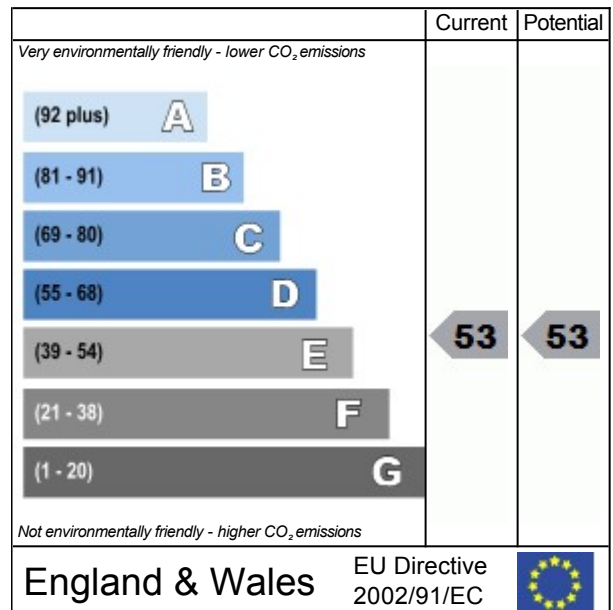 Current Potential
Very environmentally friendly - lower CO₂ emissions
(92 plus) A
(81 - 91) B
(69 - 80) C
(55 - 68) D
(39 - 54) E 53 53
(21 - 38) F
(1 - 20) G
Not environmentally friendly - higher CO₂ emissions
England & Wales
EU Directive
2002/91/EC